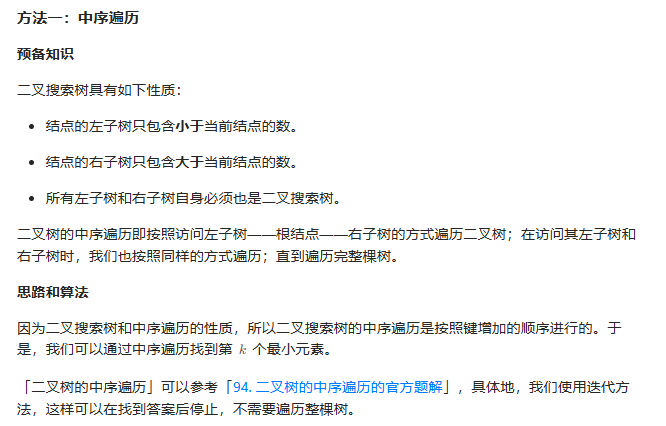 方法一：中序遍历
预备知识
二叉搜索树具有如下性质：
• 结点的左子树只包含小于当前结点的数。
• 结点的右子树只包含大于当前结点的数。
• 所有左子树和右子树自身必须也是二叉搜索树。
二叉树的中序遍历即按照访问左子树——根结点——右子树的方式遍历二叉树；在访问其左子树和
右子树时，我们也按照同样的方式遍历；直到遍历完整棵树。
思路和算法
因为二叉搜索树和中序遍历的性质，所以二叉搜索树的中序遍历是按照键增加的顺序进行的。于
是，我们可以通过中序遍历找到第 k 个最小元素。
「二叉树的中序遍历」可以参考「94. 二叉树的中序遍历的官方题解」，具体地，我们使用迭代方
法，这样可以在找到答案后停止，不需要遍历整棵树。